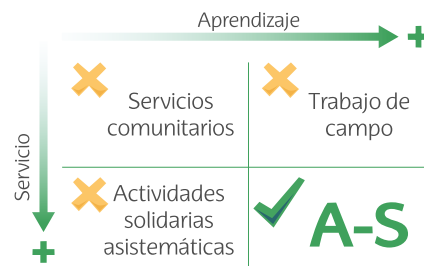 Aprendizaje
+
Servicio
+
Servicios
comunitarios
Trabajo de
campo
Actividades
solidarias
asistemáticas
A-S